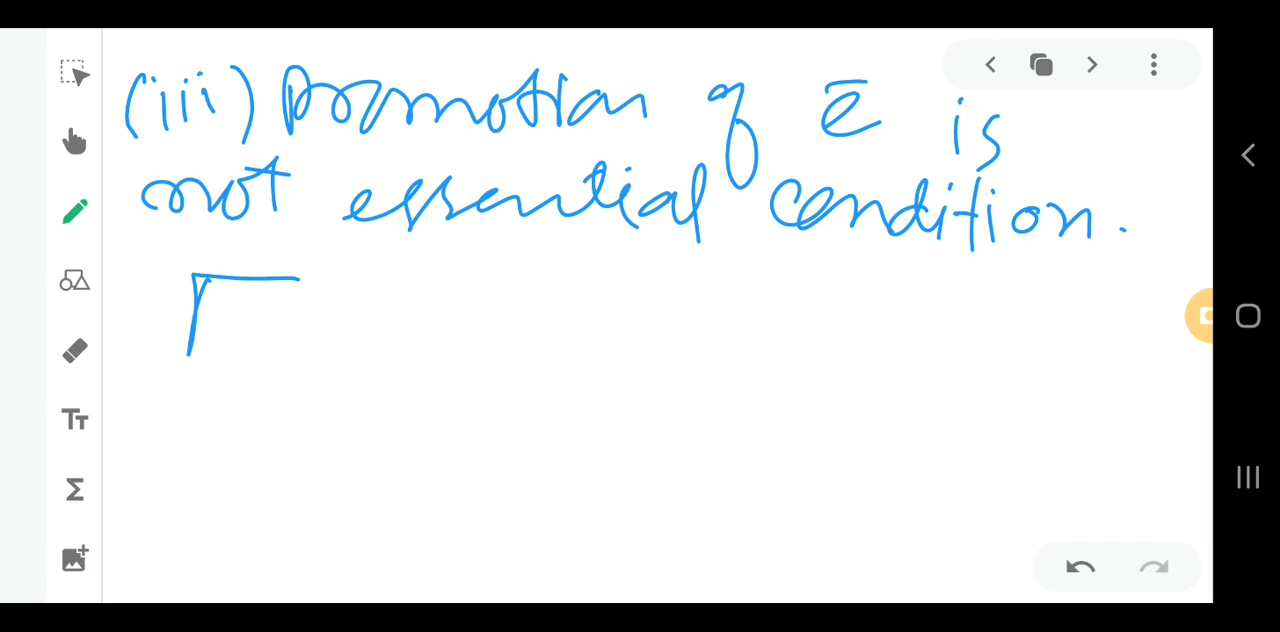 (iii) Promotion of ē is
not essential condition.